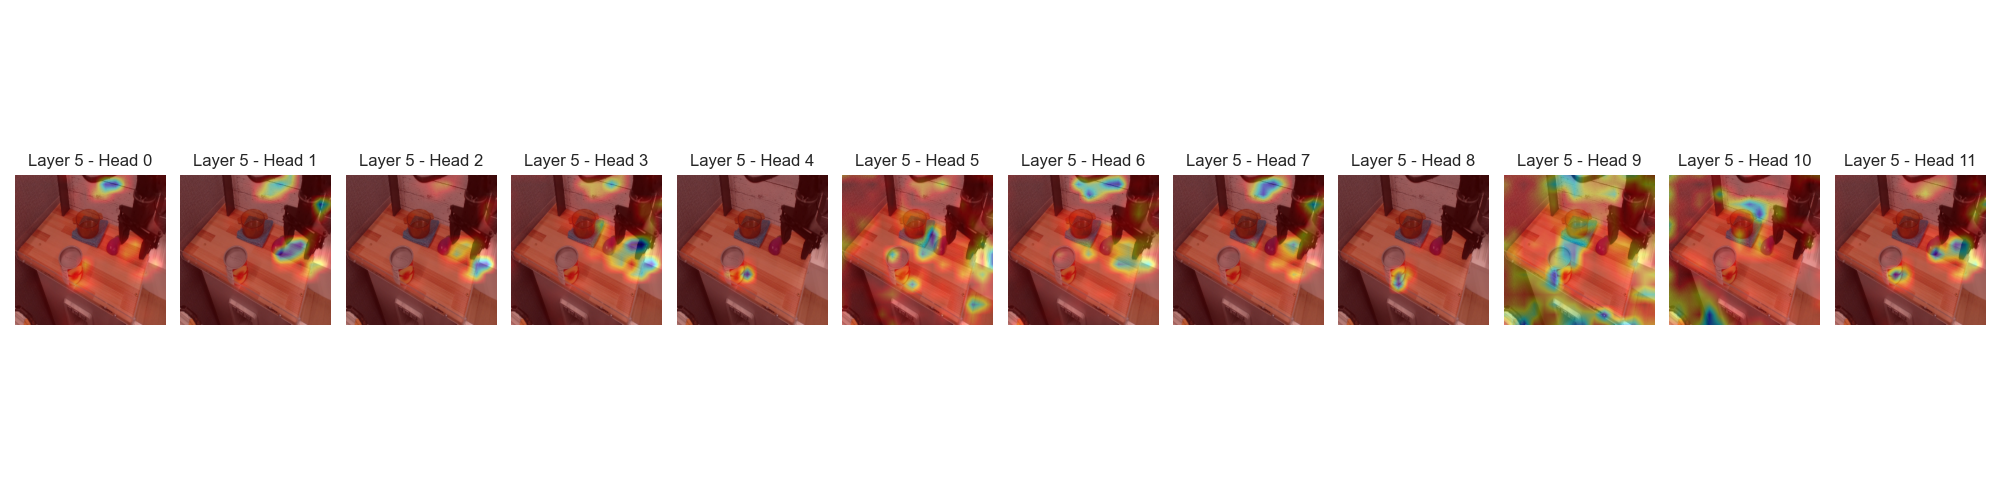 Layer 5 - Head 0
Layer 5 - Head 1
Layer 5 - Head 2
Layer 5 - Head 3
Layer 5 - Head 4
Layer 5 - Head 5
Layer 5 - Head 6
Layer 5 - Head 7
Layer 5 - Head 8
Layer 5 - Head 9
Layer 5 - Head 10
Layer 5 - Head 11